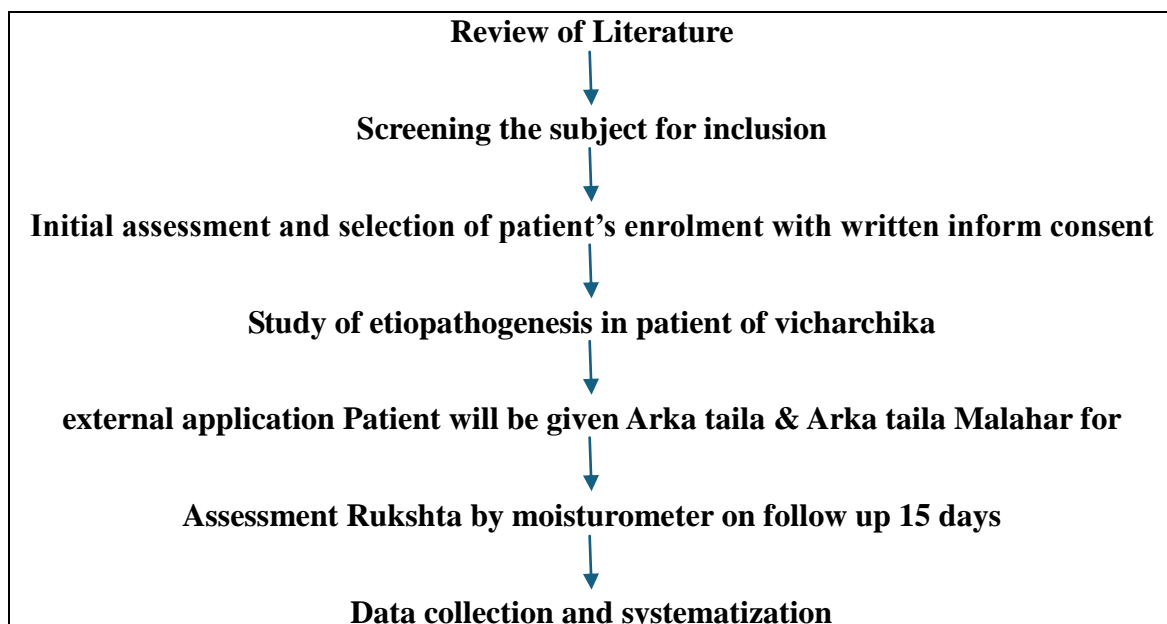 Review of Literature
Screening the subject for inclusion
Initial assessment and selection of patient's enrolment with written inform consent
Study of etiopathogenesis in patient of vicharchika
external application Patient will be given Arka taila & Arka taila Malahar for
Assessment Rukshta by moisturometer on follow up 15 days
Data collection and systematization